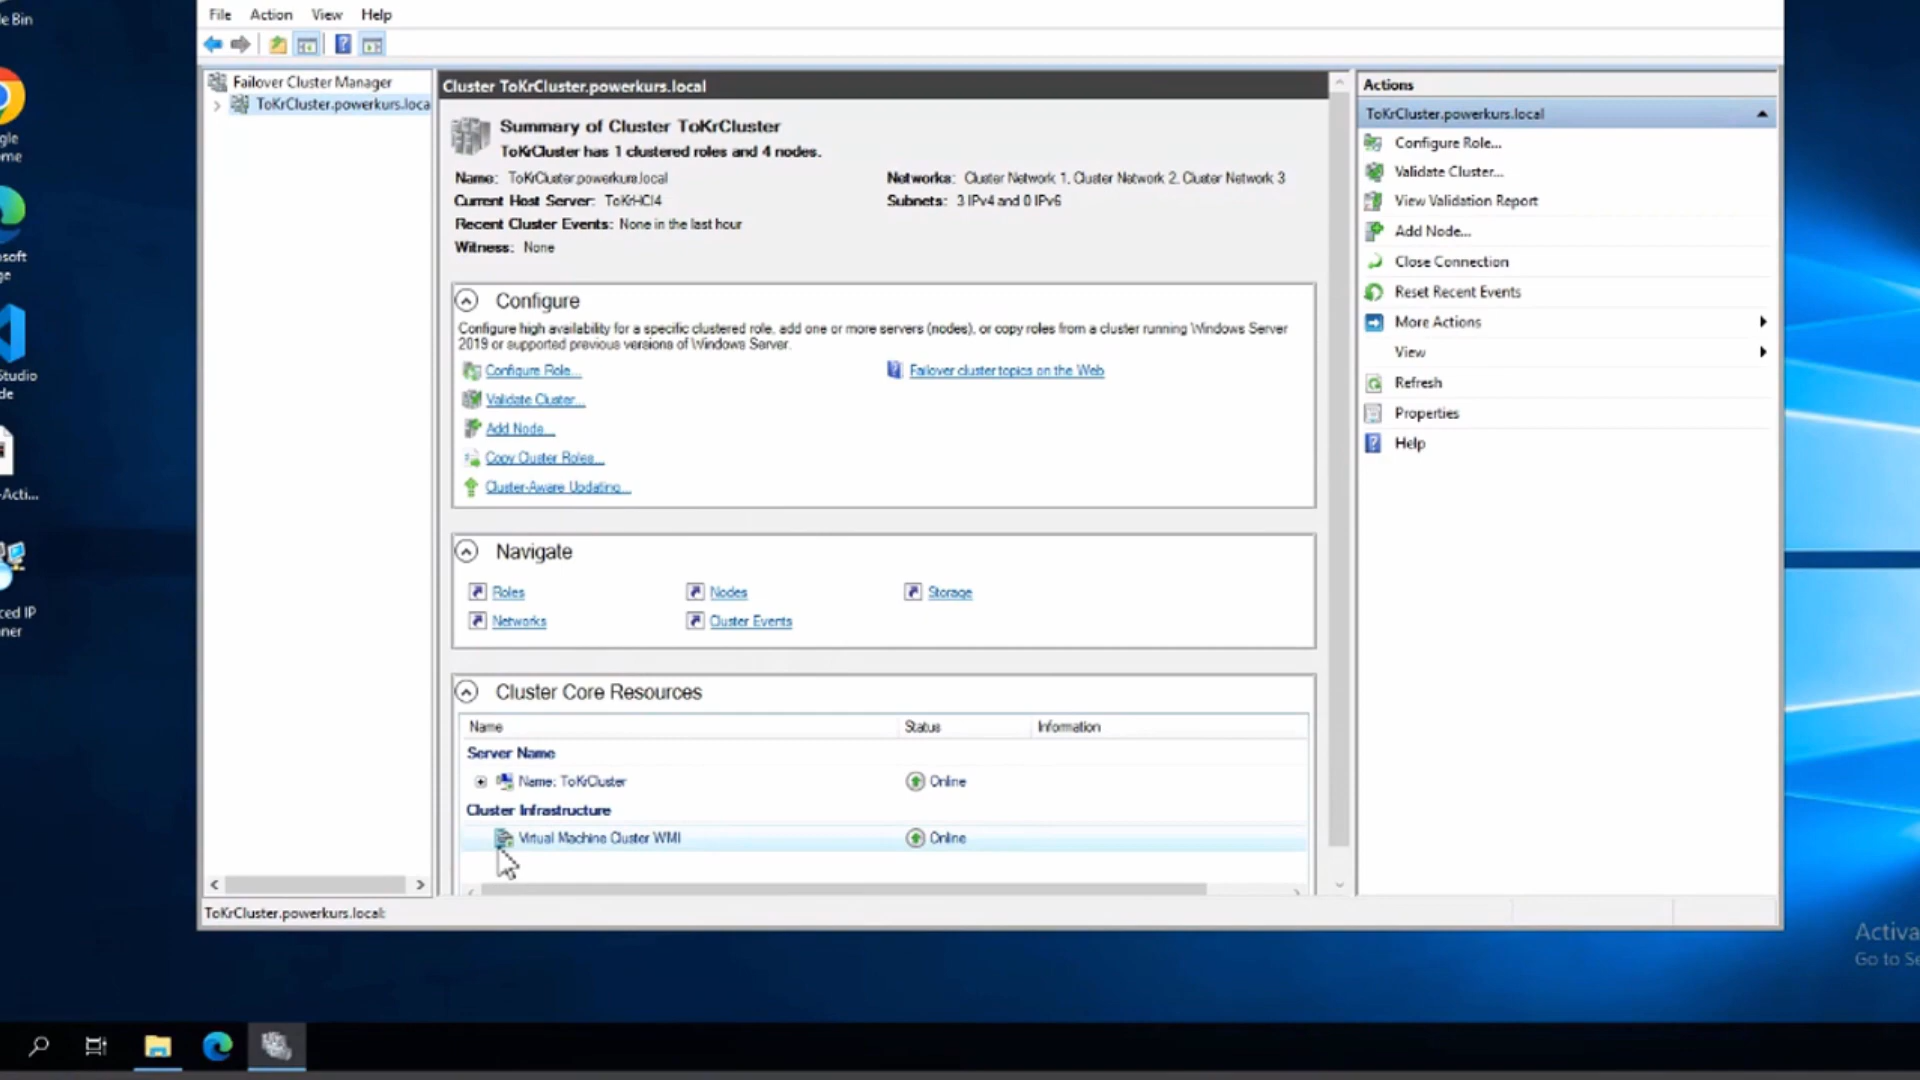 File Action View Help
Failover Cluster Manager
ToKrCluster.powerkurs.loca
Cluster ToKrCluster.powerkurs.local
Summary of Cluster ToKrCluster
ToKrCluster has 1 clustered roles and 4 nodes.
Name: ToKrCluster.powerkurs.local
Networks: Cluster Network 1, Cluster Network 2, Cluster Network 3
Current Host Server: ToKrHCI4
Subnets: 3 IPv4 and 0 IPv6
Recent Cluster Events: None in the last hour
Witness: None
Configure
Configure high availability for a specific clustered role, add one or more servers (nodes), or copy roles from a cluster running Windows Server
2019 or supported previous versions of Windows Server.
Configure Role...
Failover cluster topics on the Web
Validate Cluster...
Add Node...
Copy Cluster Roles...
Cluster-Aware Updating...
Navigate
Roles Nodes Storage
Networks Cluster Events
Cluster Core Resources
Name Status Information
Server Name
Name: ToKrCluster Online
Cluster Infrastructure
Virtual Machine Cluster WMI Online
ToKrCluster.powerkurs.local:
Actions
ToKrCluster.powerkurs.local
Configure Role...
Validate Cluster...
View Validation Report
Add Node...
Close Connection
Reset Recent Events
More Actions
View
Refresh
Properties
Help
le Bin
gle
me
soft
ge
Studio
de
-Acti...
ced IP
ner
Activa
Go to Se